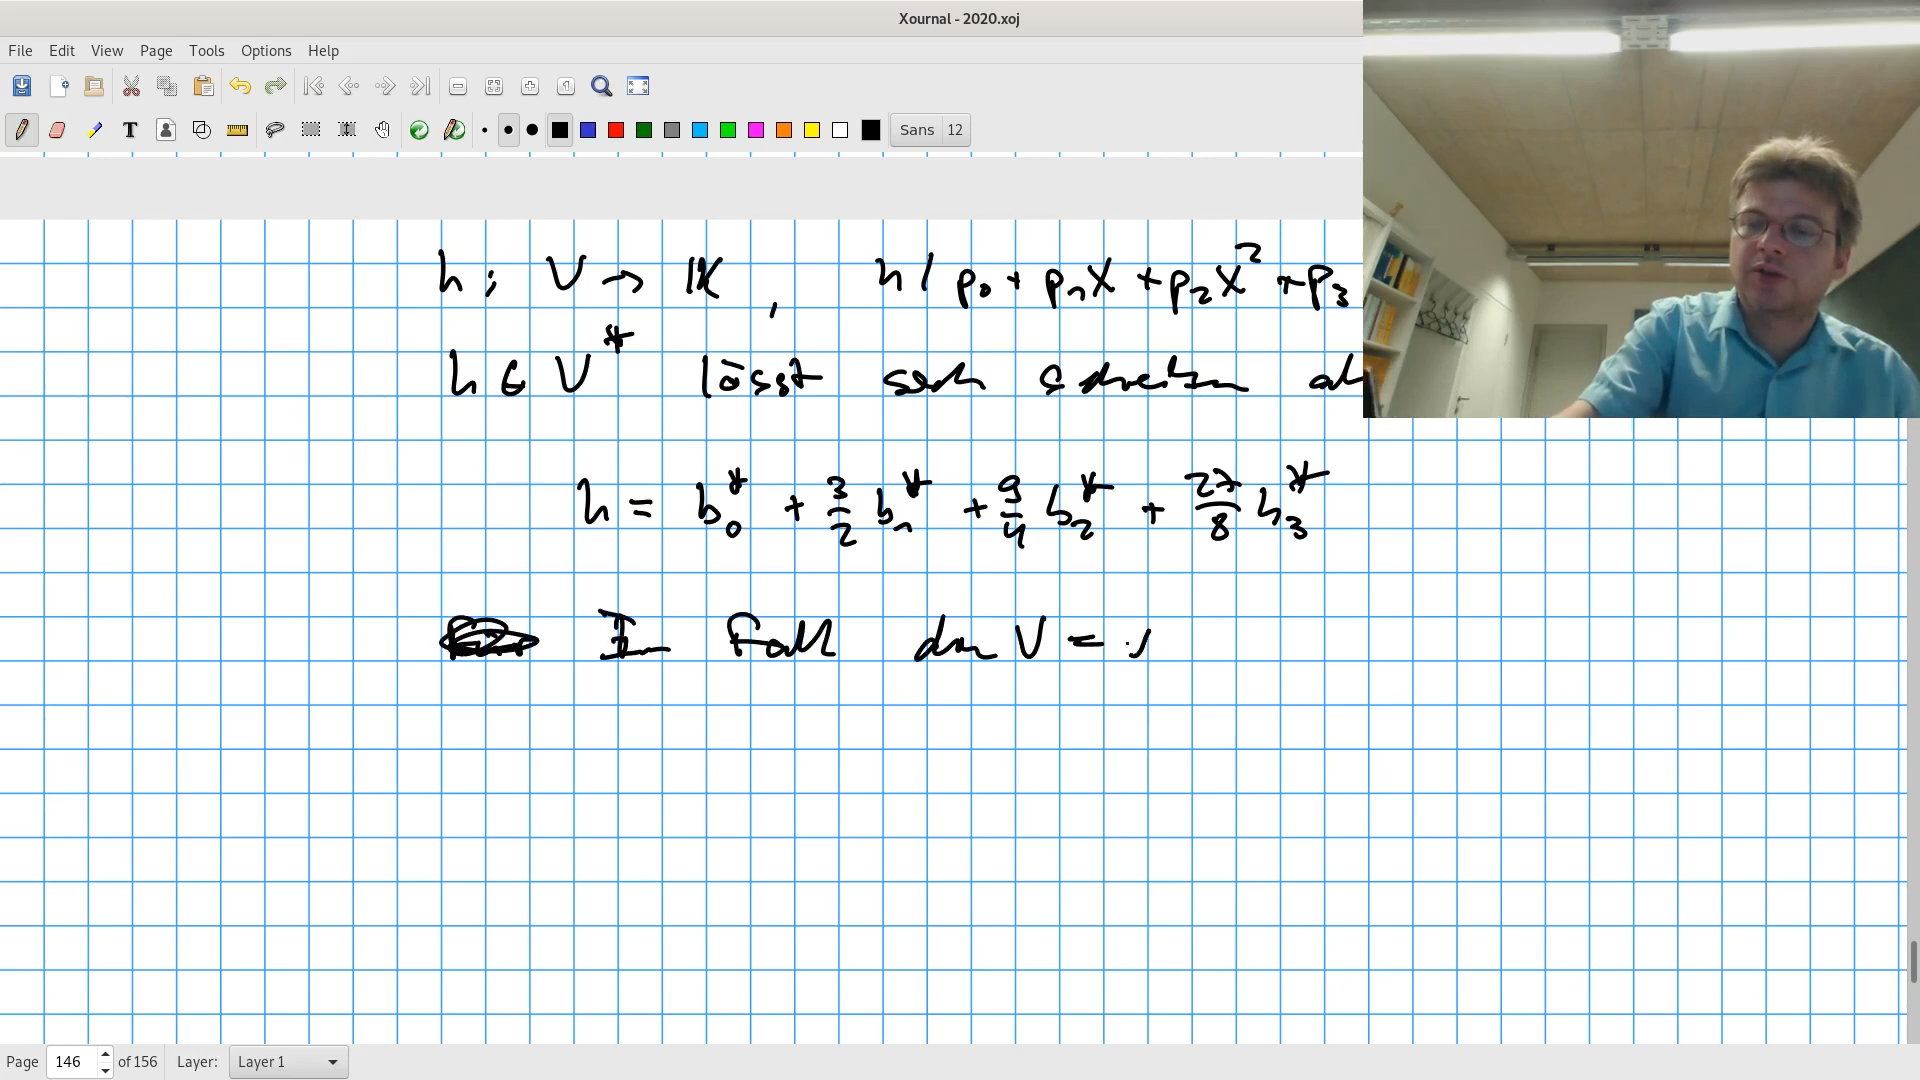 Xournal - 2020.xoj
File Edit View Page Tools Options Help
Sans 12
h: V → 𝕂, h(p₀ + p₁X + p₂X² + p₃
h ∈ V* lässt sich schreiben al
h = b₀* + 3/2 b₁* + 9/4 b₂* + 27/8 b₃*
Im Fall dim V =
Page 146 of 156 Layer: Layer 1